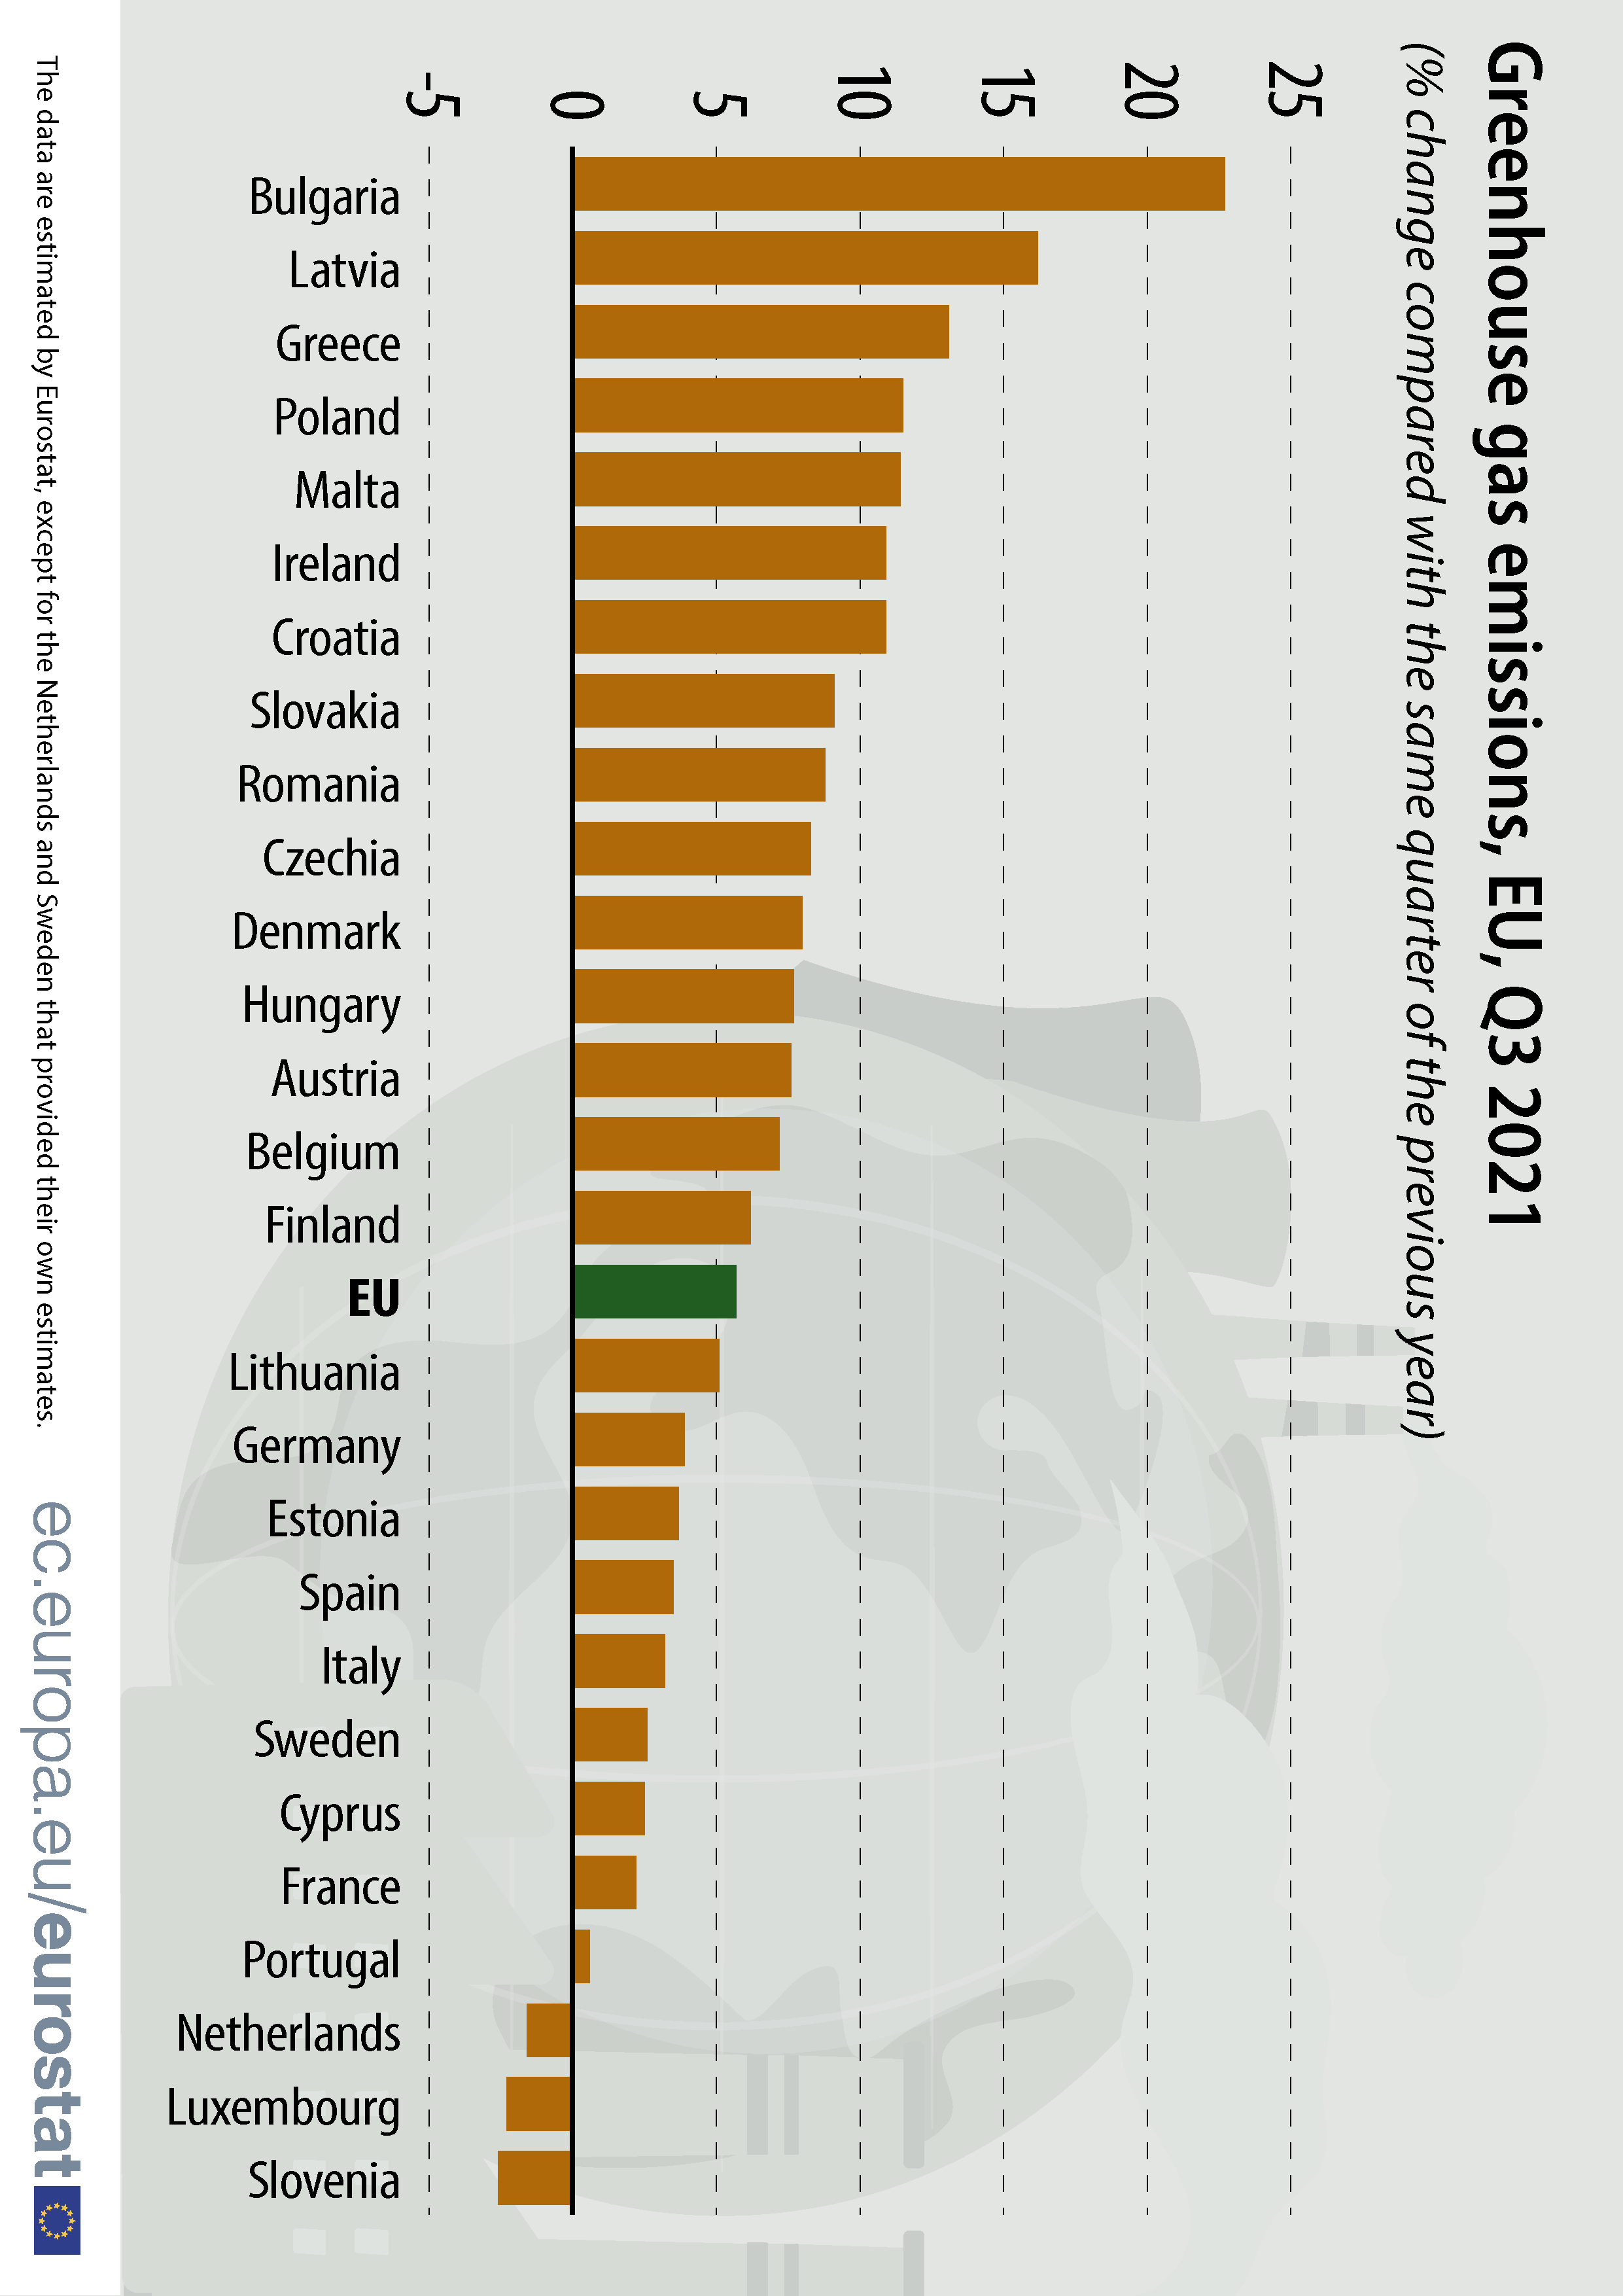 Greenhouse gas emissions, EU, Q3 2021
(% change compared with the same quarter of the previous year)
25
20
15
10
5
0
-5
Bulgaria
Latvia
Greece
Poland
Malta
Ireland
Croatia
Slovakia
Romania
Czechia
Denmark
Hungary
Austria
Belgium
Finland
EU
Lithuania
Germany
Estonia
Spain
Italy
Sweden
Cyprus
France
Portugal
Netherlands
Luxembourg
Slovenia
The data are estimated by Eurostat, except for the Netherlands and Sweden that provided their own estimates.
ec.europa.eu/eurostat